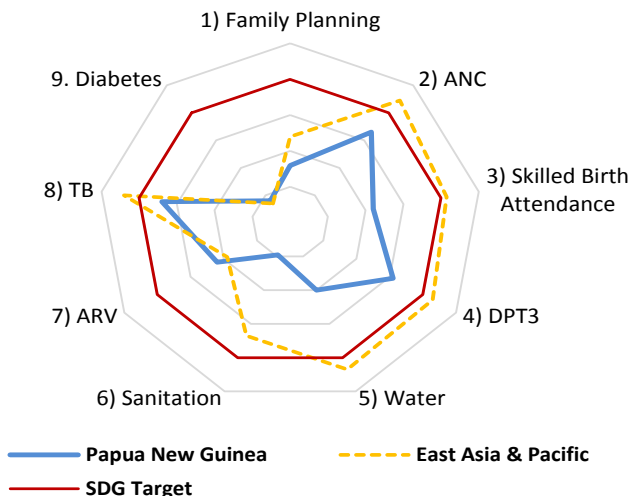 1) Family Planning
9. Diabetes
2) ANC
8) TB
3) Skilled Birth
Attendance
7) ARV
4) DPT3
6) Sanitation
5) Water
Papua New Guinea
East Asia & Pacific
SDG Target